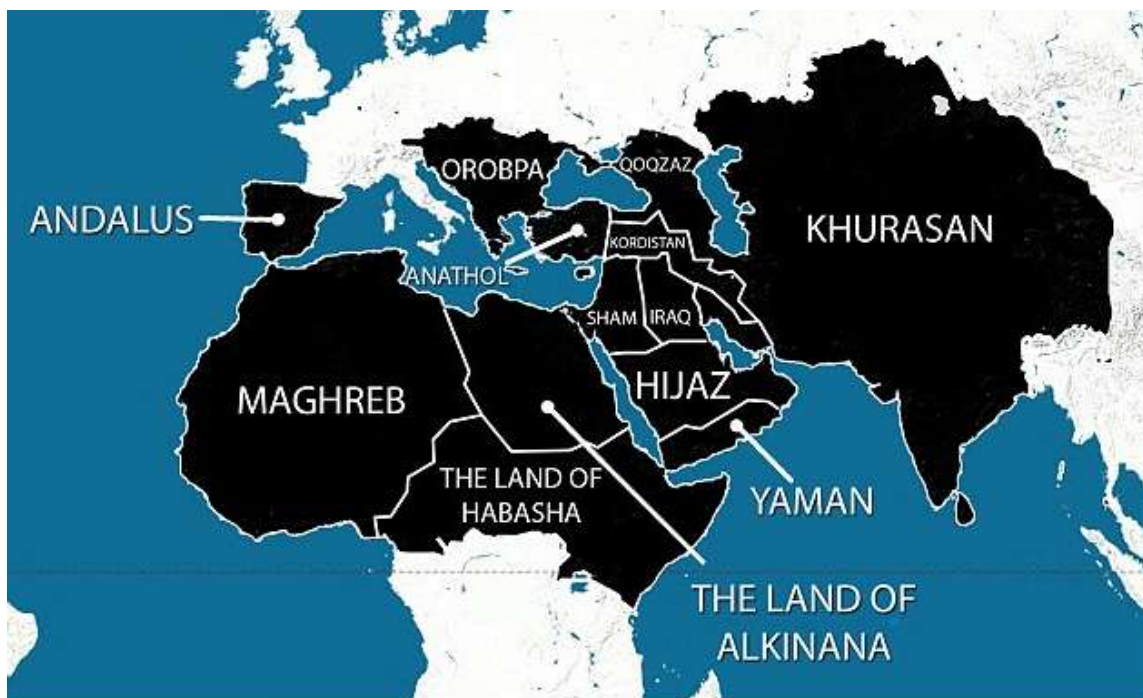 OROBPA
QOQZAZ
ANDALUS
KHURASAN
KORDISTAN
ANATHOL
SHAM
IRAQ
MAGHREB
HIJAZ
THE LAND OF
HABASHA
YAMAN
THE LAND OF
ALKINANA